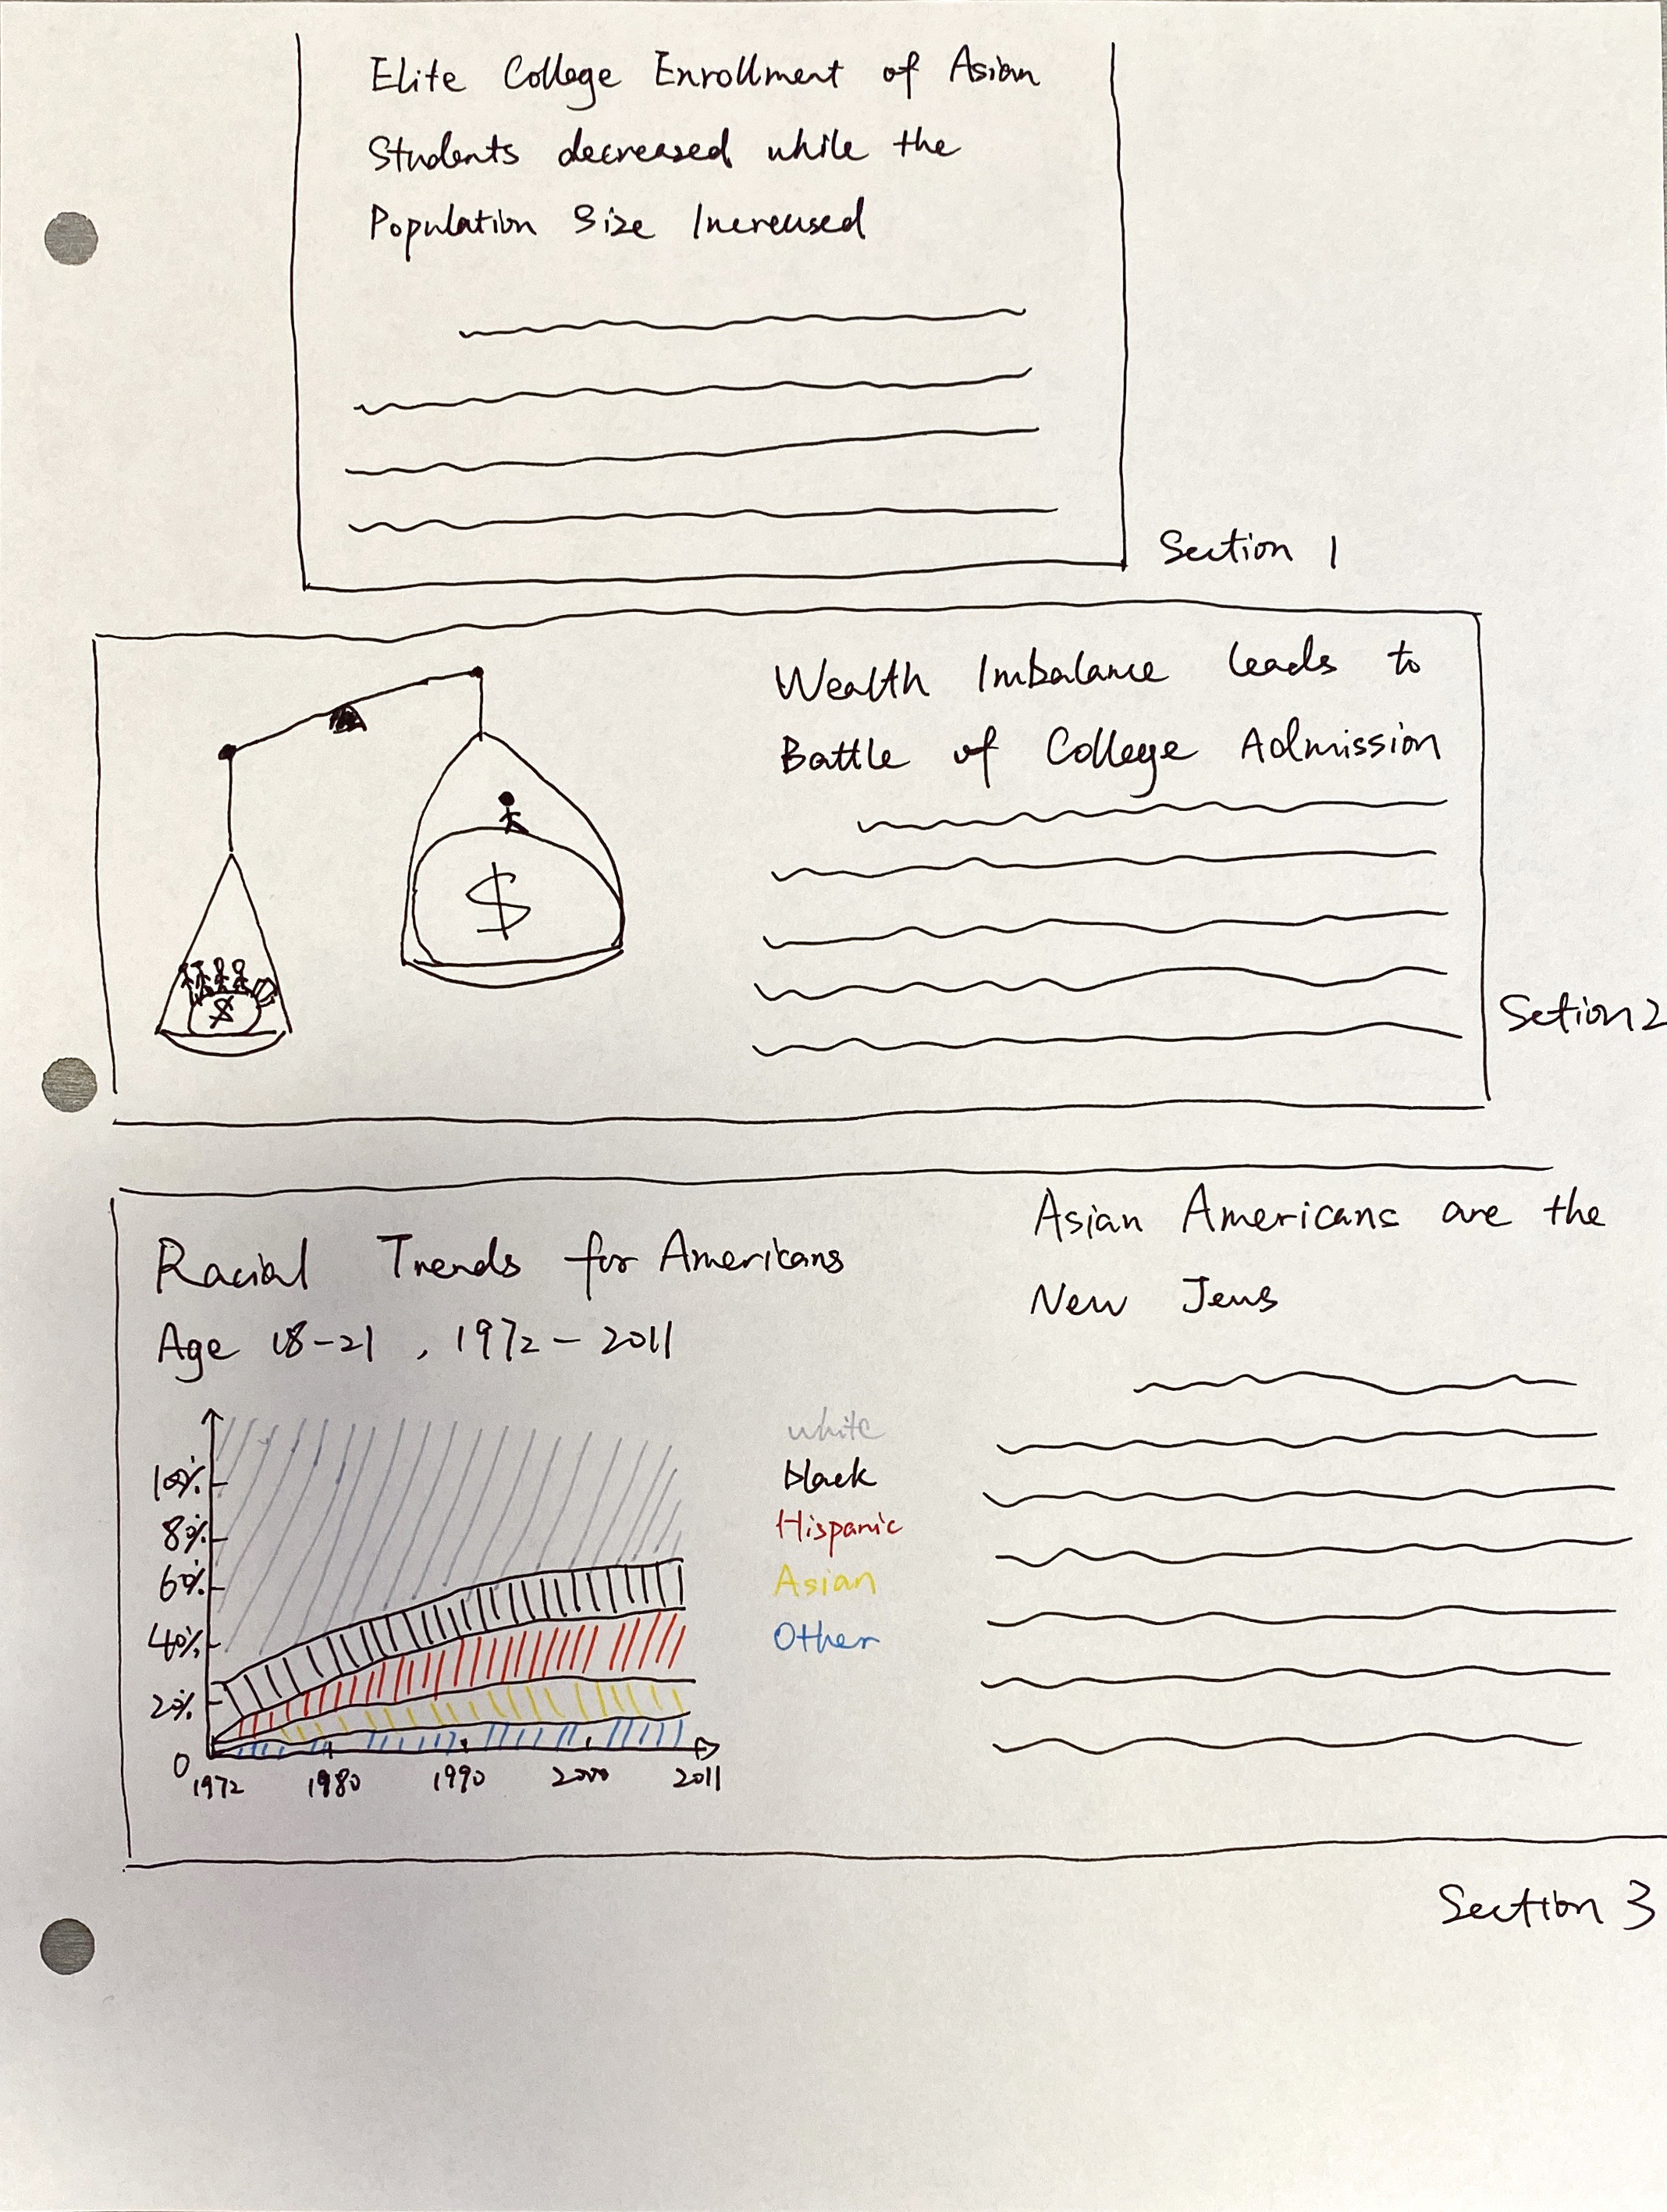 Elite College Enrollment of Asian
Students decreased while the
Population Size Increased
Section 1
Wealth Imbalance leads to
Battle of College Admission
$
$
Setion 2
Racial Trends for Americans
Age 18-21, 1972-2011
100%
80%
60%
40%
20%
0
1972 1980 1990 2000 2011
white
black
Hispanic
Asian
Other
Asian Americans are the
New Jews
Section 3